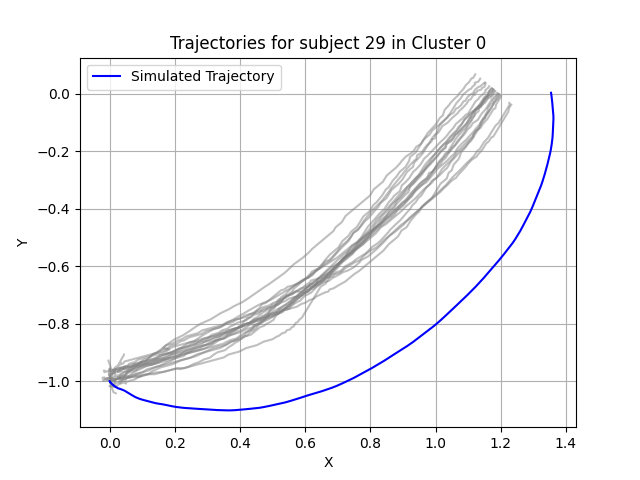 Trajectories for subject 29 in Cluster 0
Simulated Trajectory
Y
0.0
−0.2
−0.4
−0.6
−0.8
−1.0
0.0 0.2 0.4 0.6 0.8 1.0 1.2 1.4
X